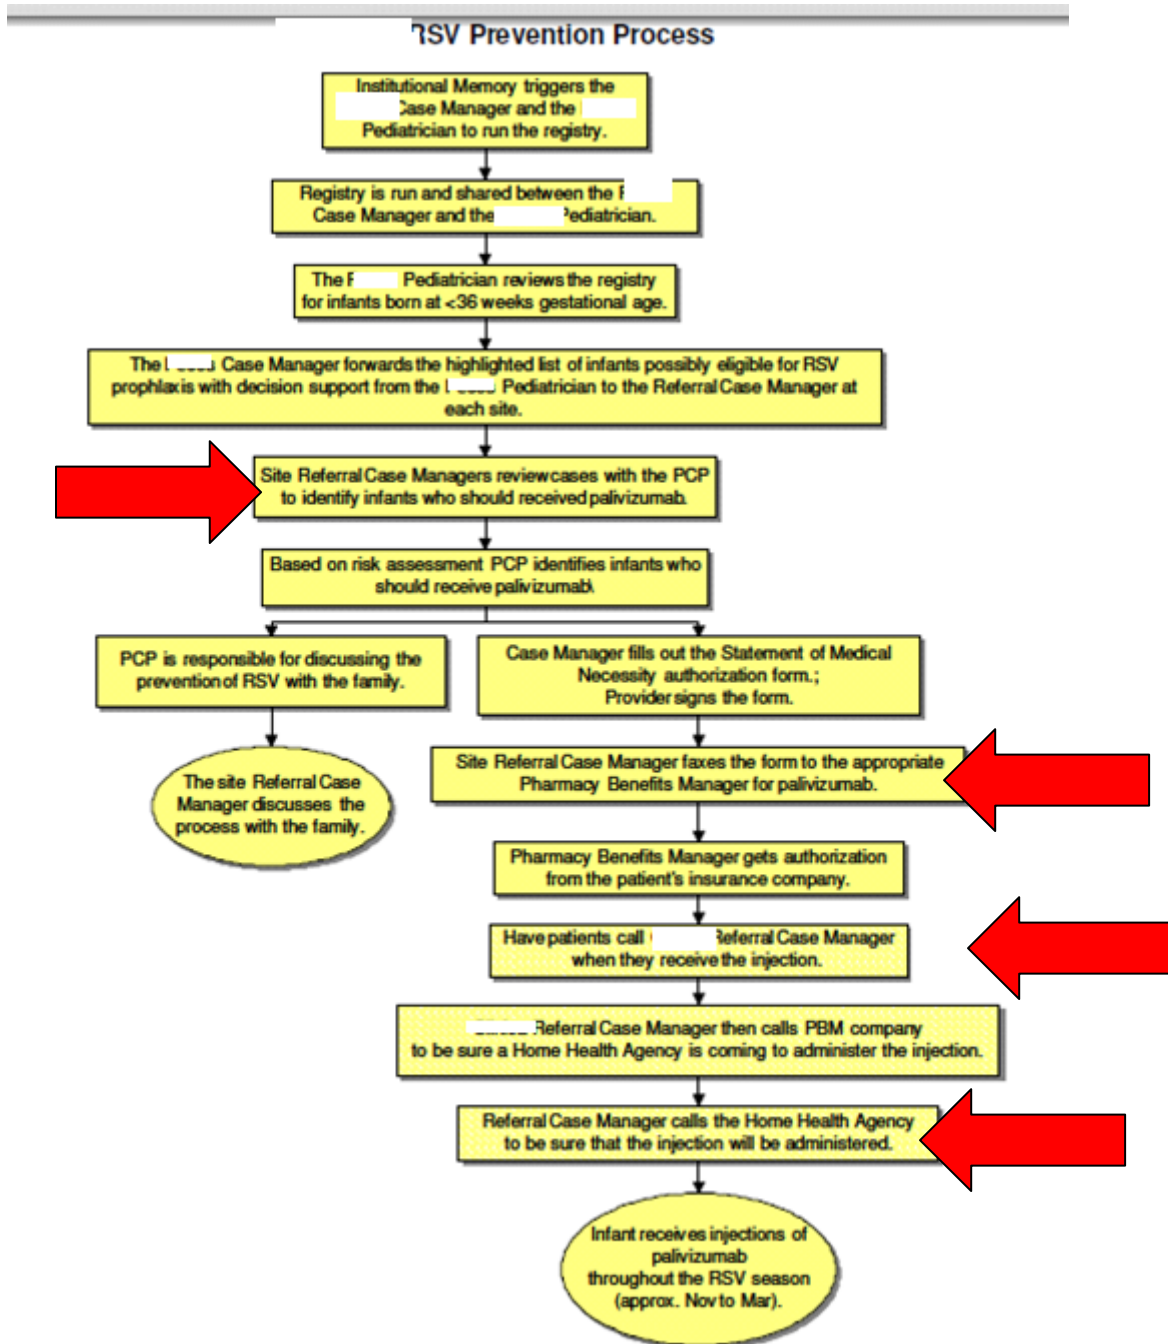 RSV Prevention Process
Institutional Memory triggers the
Case Manager and the
Pediatrician to run the registry.
Registry is run and shared between the
Case Manager and the Pediatrician.
The Pediatrician reviews the registry
for infants born at <36 weeks gestational age.
The Case Manager forwards the highlighted list of infants possibly eligible for RSV
prophlaxis with decision support from the Pediatrician to the Referral Case Manager at
each site.
Site Referral Case Managers review cases with the PCP
to identify infants who should received palivizumab.
Based on risk assessment PCP identifies infants who
should receive palivizumab\
PCP is responsible for discussing the
prevention of RSV with the family.
The site Referral Case
Manager discusses the
process with the family.
Case Manager fills out the Statement of Medical
Necessity authorization form.;
Provider signs the form.
Site Referral Case Manager faxes the form to the appropriate
Pharmacy Benefits Manager for palivizumab.
Pharmacy Benefits Manager gets authorization
from the patient's insurance company.
Have patients call Referral Case Manager
when they receive the injection.
Referral Case Manager then calls PBM company
to be sure a Home Health Agency is coming to administer the injection.
Referral Case Manager calls the Home Health Agency
to be sure that the injection will be administered.
Infant receives injections of
palivizumab
throughout the RSV season
(approx. Nov to Mar).